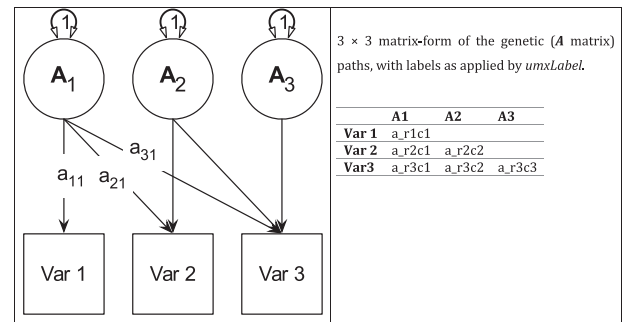 1 1 1
A1 A2 A3
a31
a11 a21
Var 1 Var 2 Var 3
3 × 3 matrix-form of the genetic (A matrix)
paths, with labels as applied by umxLabel.
A1 A2 A3
Var 1 a_r1c1
Var 2 a_r2c1 a_r2c2
Var3 a_r3c1 a_r3c2 a_r3c3